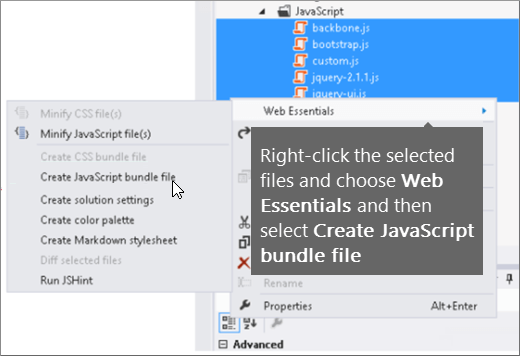 JavaScript
backbone.js
bootstrap.js
custom.js
jquery-2.1.1.js
jquery-ui.js
Web Essentials
Minify CSS file(s)
Minify JavaScript file(s)
Create CSS bundle file
Create JavaScript bundle file
Create solution settings
Create color palette
Create Markdown stylesheet
Diff selected files
Run JSHint
Right-click the selected
files and choose Web
Essentials and then
select Create JavaScript
bundle file
Rename
Properties Alt+Enter
Advanced